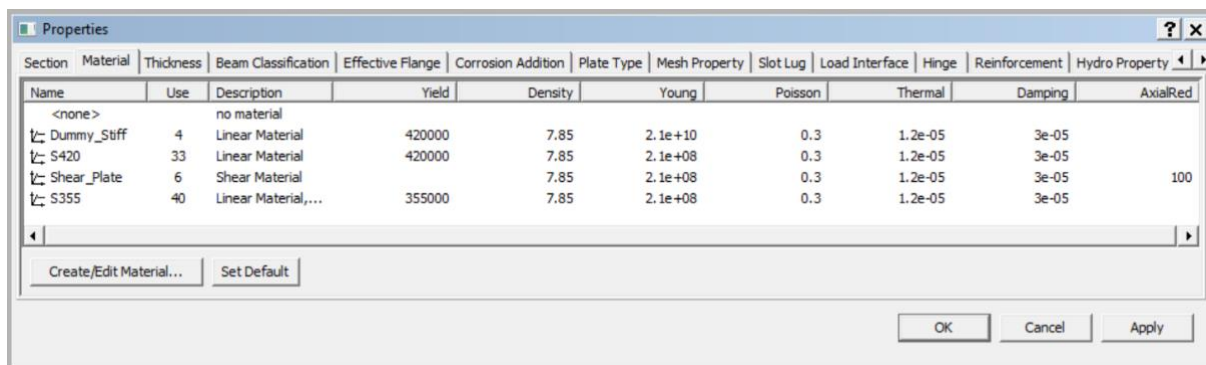 Properties
Section Material Thickness Beam Classification Effective Flange Corrosion Addition Plate Type Mesh Property Slot Lug Load Interface Hinge Reinforcement Hydro Property
Name Use Description Yield Density Young Poisson Thermal Damping AxialRed
<none> no material
Dummy_Stiff 4 Linear Material 420000 7.85 2.1e+10 0.3 1.2e-05 3e-05
S420 33 Linear Material 420000 7.85 2.1e+08 0.3 1.2e-05 3e-05
Shear_Plate 6 Shear Material 7.85 2.1e+08 0.3 1.2e-05 3e-05 100
S355 40 Linear Material,... 355000 7.85 2.1e+08 0.3 1.2e-05 3e-05
Create/Edit Material... Set Default
OK Cancel Apply